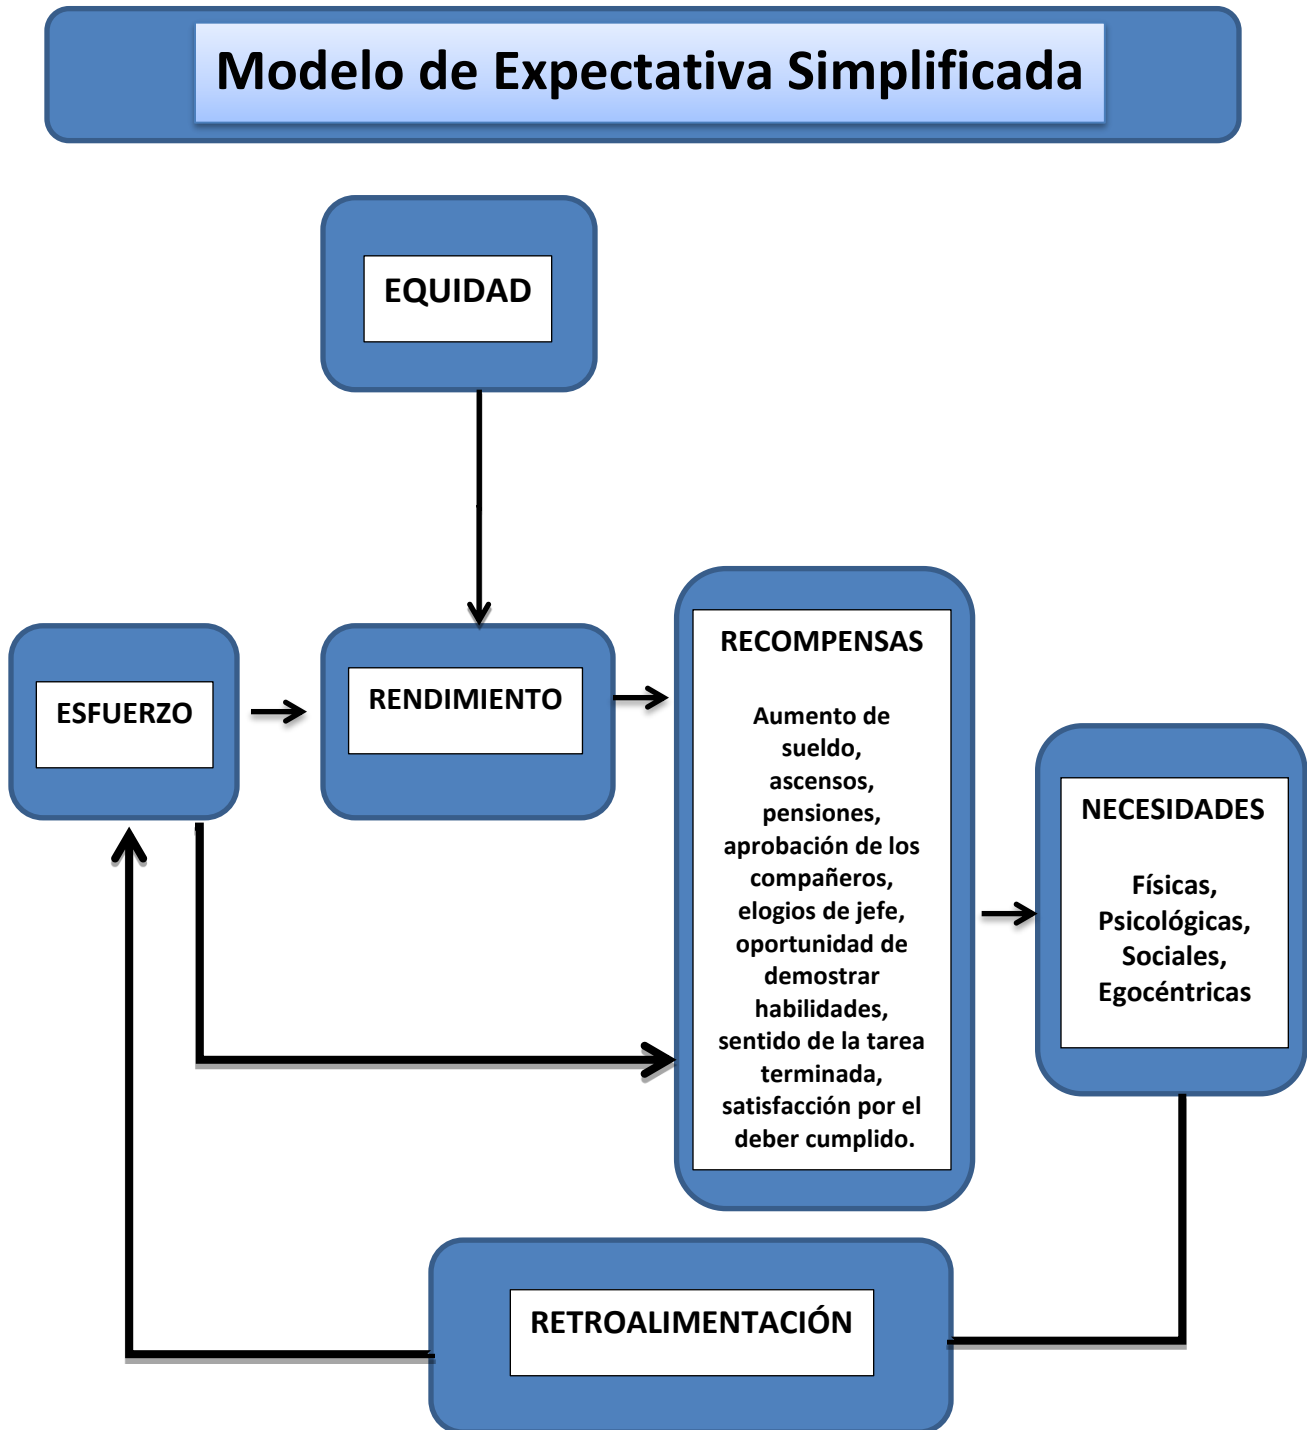 Modelo de Expectativa Simplificada
EQUIDAD
ESFUERZO
RENDIMIENTO
RECOMPENSAS
Aumento de
sueldo,
ascensos,
pensiones,
aprobación de los
compañeros,
elogios de jefe,
oportunidad de
demostrar
habilidades,
sentido de la tarea
terminada,
satisfacción por el
deber cumplido.
NECESIDADES
Físicas,
Psicológicas,
Sociales,
Egocéntricas
RETROALIMENTACIÓN